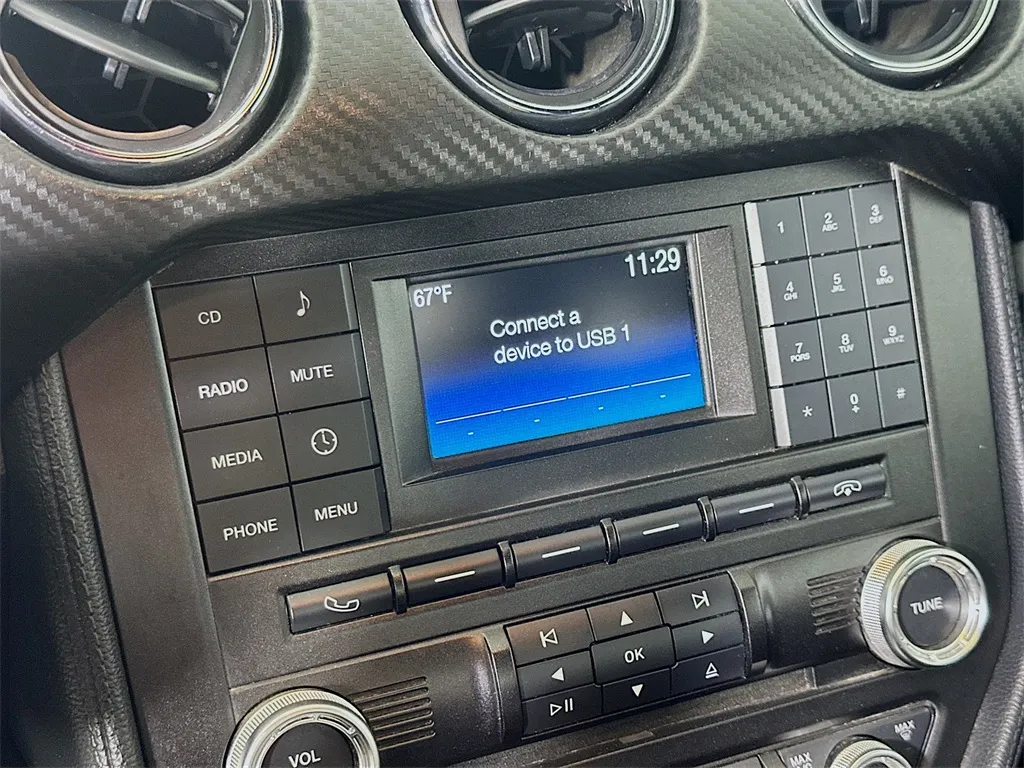 11:29
67°F
Connect a
device to USB 1
CD
RADIO
MUTE
MEDIA
PHONE
MENU
1
2
ABC
3
DEF
4
GHI
5
JKL
6
MNO
7
PQRS
8
TUV
9
WXYZ
*
0
+
#
OK
TUNE
VOL
MAX
MAX